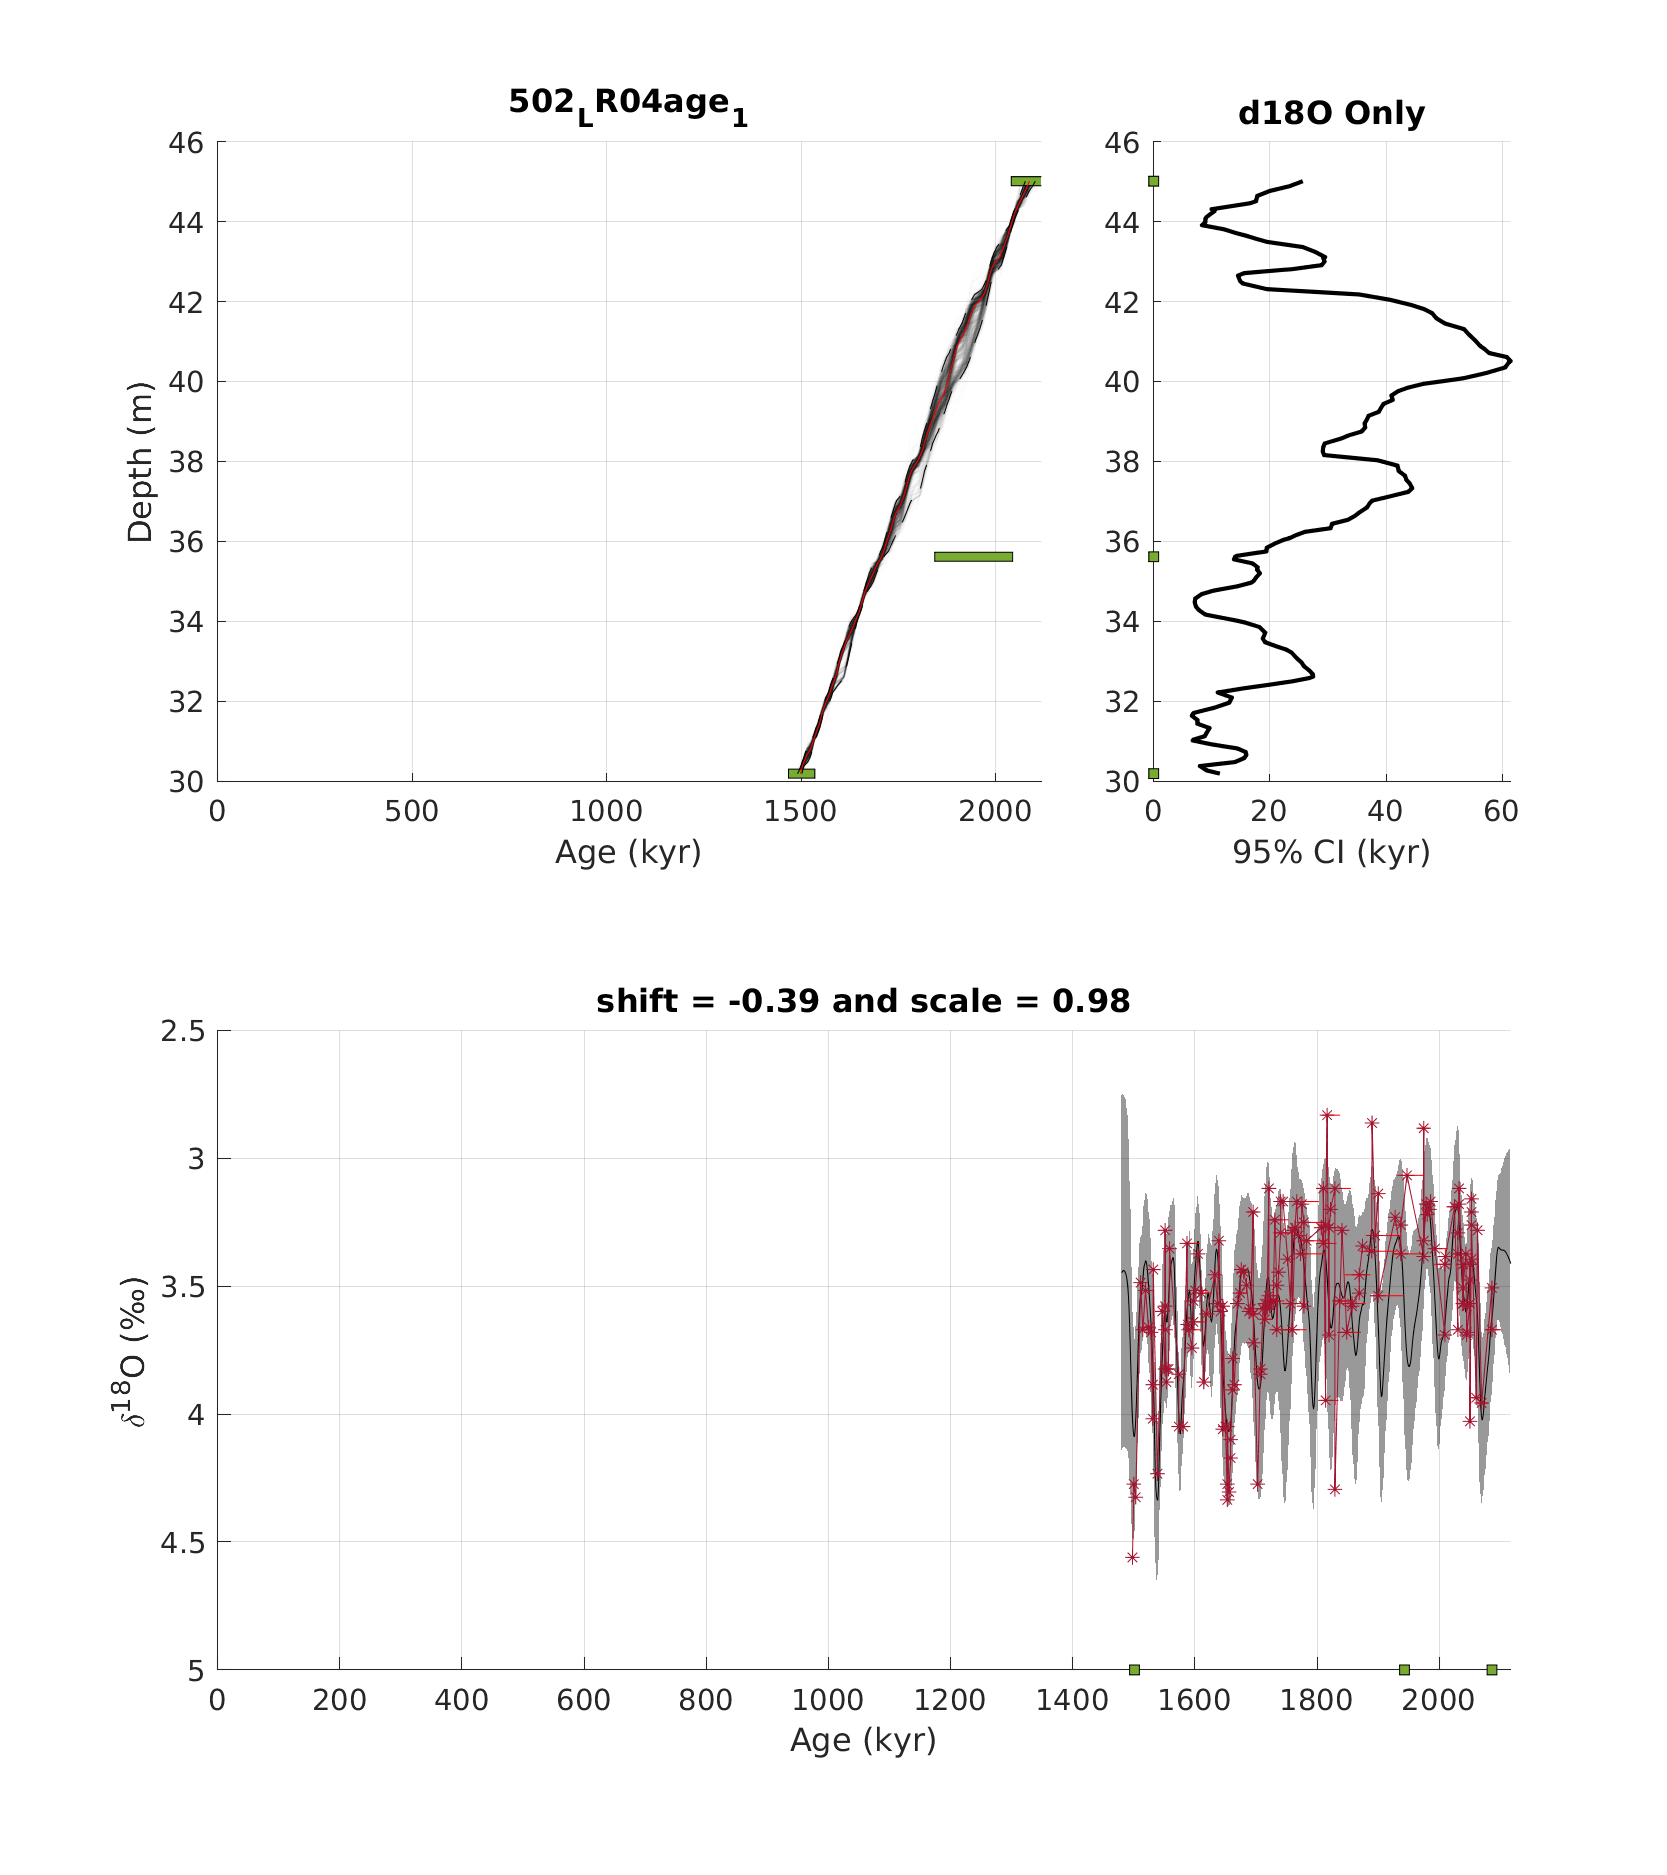 502LR04age1
d18O Only
46
44
42
40
38
36
34
32
30
Depth (m)
0 500 1000 1500 2000
Age (kyr)
46
44
42
40
38
36
34
32
30
0 20 40 60
95% CI (kyr)
shift = -0.39 and scale = 0.98
2.5
3
3.5
4
4.5
5
δ18O (‰)
0 200 400 600 800 1000 1200 1400 1600 1800 2000
Age (kyr)